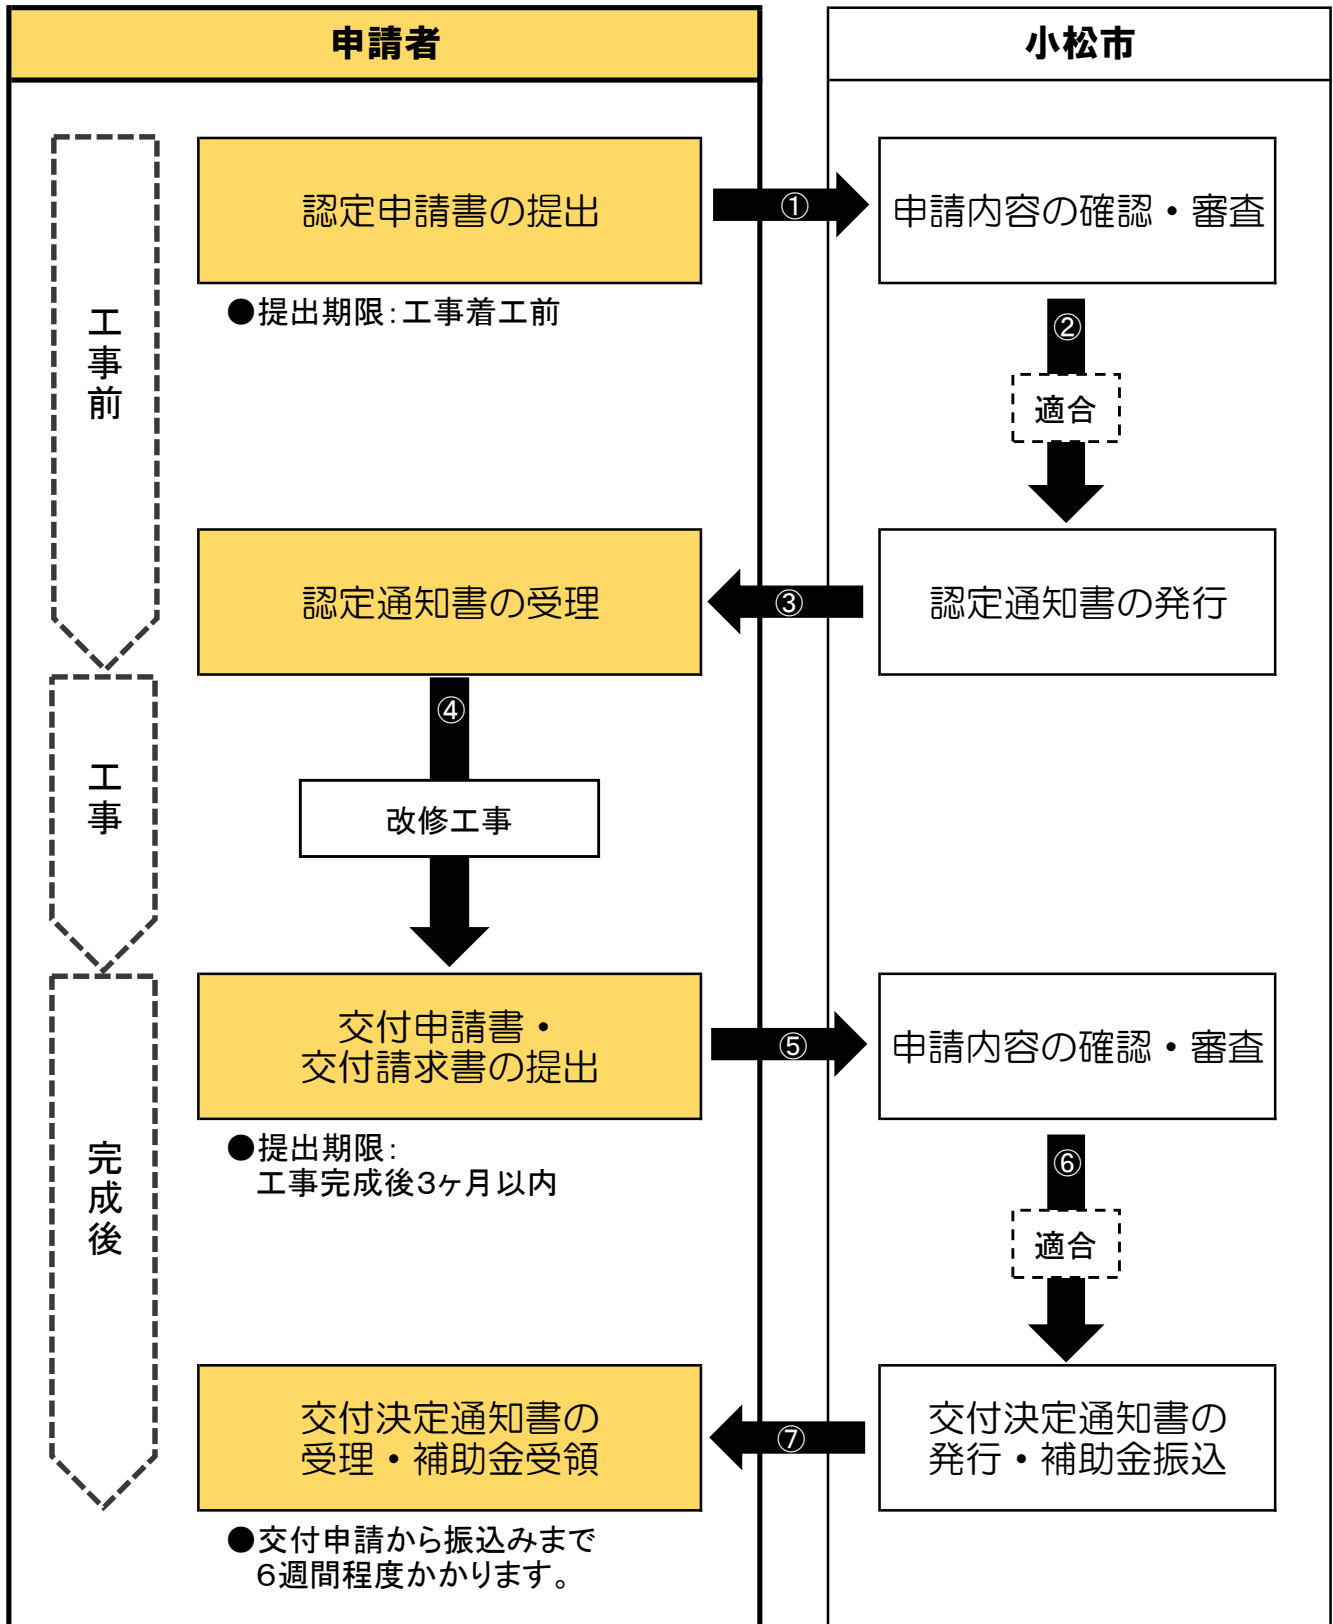 申請者
小松市
工事前
認定申請書の提出
①
申請内容の確認・審査
●提出期限：工事着工前
②
適合
認定通知書の受理
③
認定通知書の発行
工事
④
改修工事
完成後
交付申請書・
交付請求書の提出
⑤
申請内容の確認・審査
●提出期限：
工事完成後3ヶ月以内
⑥
適合
交付決定通知書の
受理・補助金受領
⑦
交付決定通知書の
発行・補助金振込
●交付申請から振込みまで
6週間程度かかります。